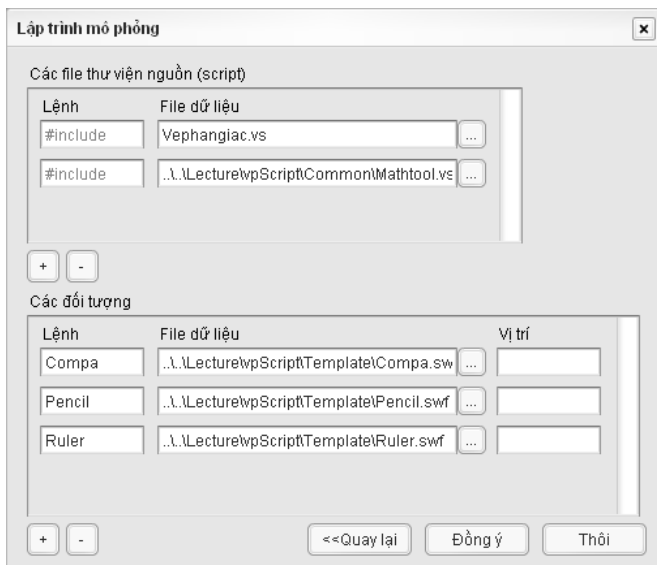 Lập trình mô phỏng
Các file thư viện nguồn (script)
Lệnh File dữ liệu
#include Vephangiac.vs ...
#include ..\..\Lecture\vpScript\Common\Mathtool.vs ...
+ -
Các đối tượng
Lệnh File dữ liệu Vị trí
Compa ..\..\Lecture\vpScript\Template\Compa.sw ...
Pencil ..\..\Lecture\vpScript\Template\Pencil.swf ...
Ruler ..\..\Lecture\vpScript\Template\Ruler.swf ...
+ - <<Quay lại Đồng ý Thôi